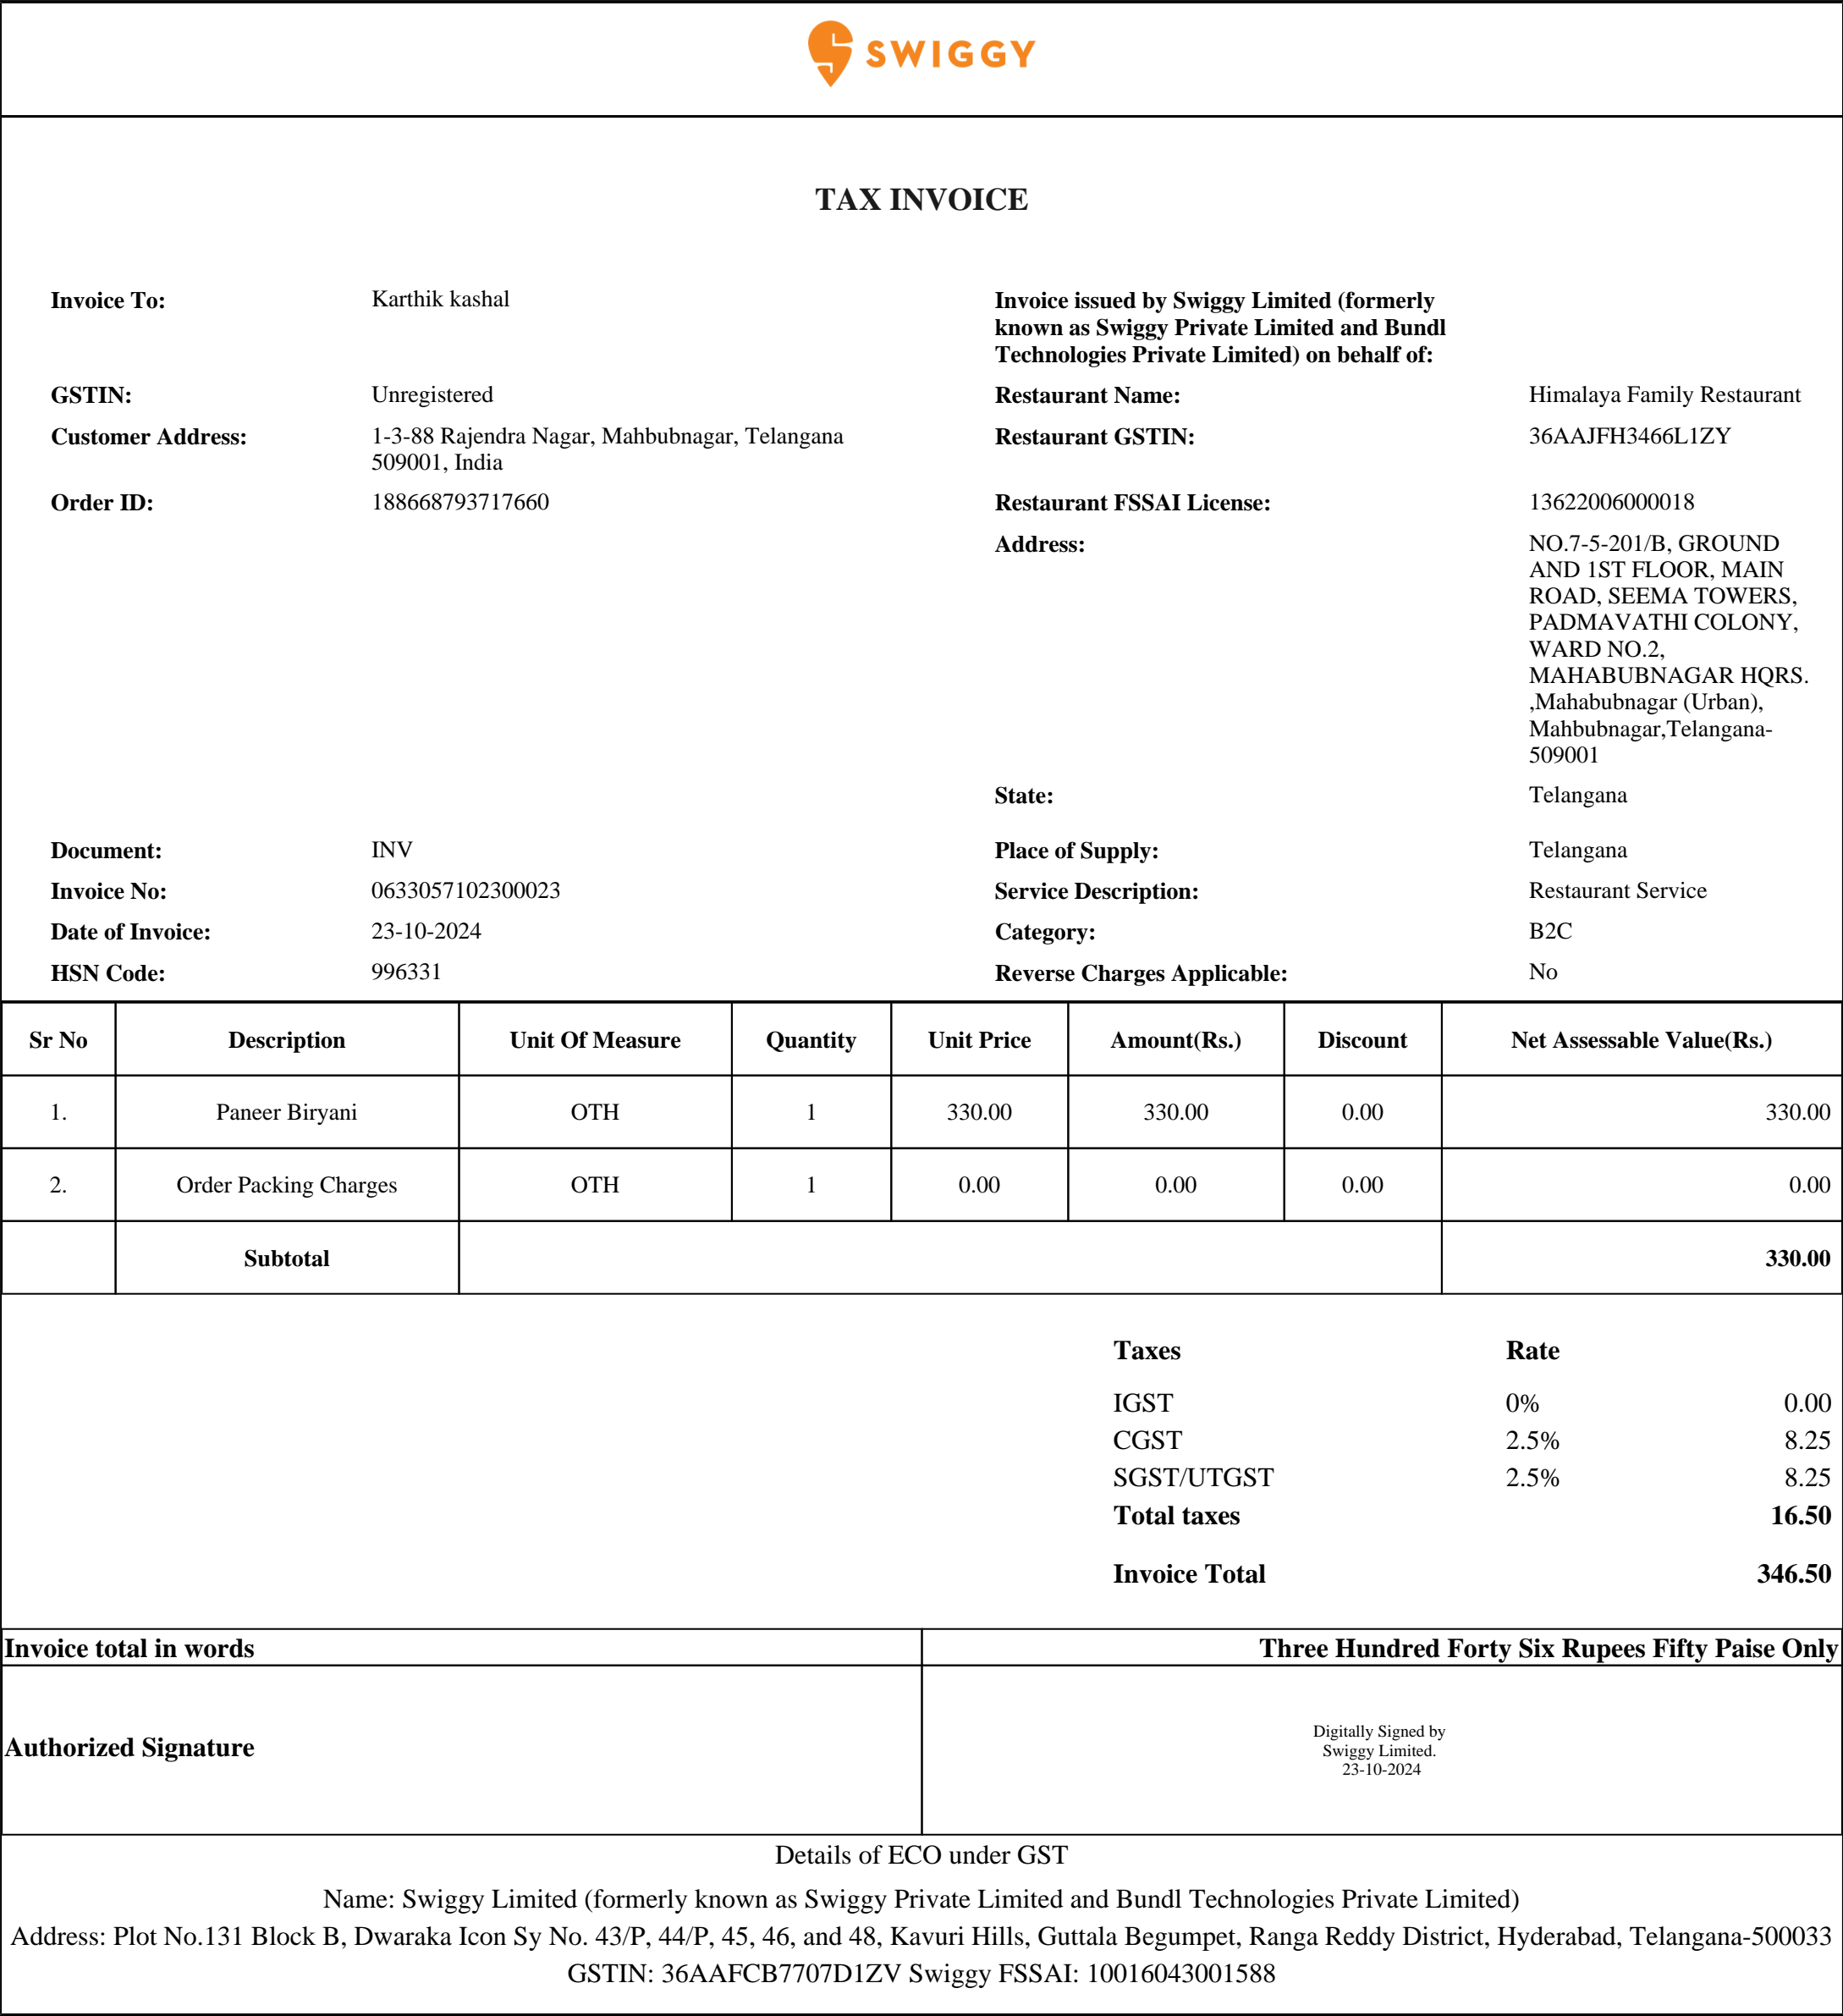 SWIGGY
TAX INVOICE
Invoice To: Karthik kashal
Invoice issued by Swiggy Limited (formerly
known as Swiggy Private Limited and Bundl
Technologies Private Limited) on behalf of:
GSTIN: Unregistered Restaurant Name: Himalaya Family Restaurant
Customer Address: 1-3-88 Rajendra Nagar, Mahbubnagar, Telangana Restaurant GSTIN: 36AAJFH3466L1ZY
509001, India
Order ID: 188668793717660 Restaurant FSSAI License: 13622006000018
Address: NO.7-5-201/B, GROUND
AND 1ST FLOOR, MAIN
ROAD, SEEMA TOWERS,
PADMAVATHI COLONY,
WARD NO.2,
MAHABUBNAGAR HQRS.
,Mahabubnagar (Urban),
Mahbubnagar,Telangana-
509001
State: Telangana
Document: INV Place of Supply: Telangana
Invoice No: 0633057102300023 Service Description: Restaurant Service
Date of Invoice: 23-10-2024 Category: B2C
HSN Code: 996331 Reverse Charges Applicable: No
Sr No Description Unit Of Measure Quantity Unit Price Amount(Rs.) Discount Net Assessable Value(Rs.)
1. Paneer Biryani OTH 1 330.00 330.00 0.00 330.00
2. Order Packing Charges OTH 1 0.00 0.00 0.00 0.00
Subtotal 330.00
Taxes Rate
IGST 0% 0.00
CGST 2.5% 8.25
SGST/UTGST 2.5% 8.25
Total taxes 16.50
Invoice Total 346.50
Invoice total in words Three Hundred Forty Six Rupees Fifty Paise Only
Authorized Signature
Digitally Signed by
Swiggy Limited.
23-10-2024
Details of ECO under GST
Name: Swiggy Limited (formerly known as Swiggy Private Limited and Bundl Technologies Private Limited)
Address: Plot No.131 Block B, Dwaraka Icon Sy No. 43/P, 44/P, 45, 46, and 48, Kavuri Hills, Guttala Begumpet, Ranga Reddy District, Hyderabad, Telangana-500033
GSTIN: 36AAFCB7707D1ZV Swiggy FSSAI: 10016043001588